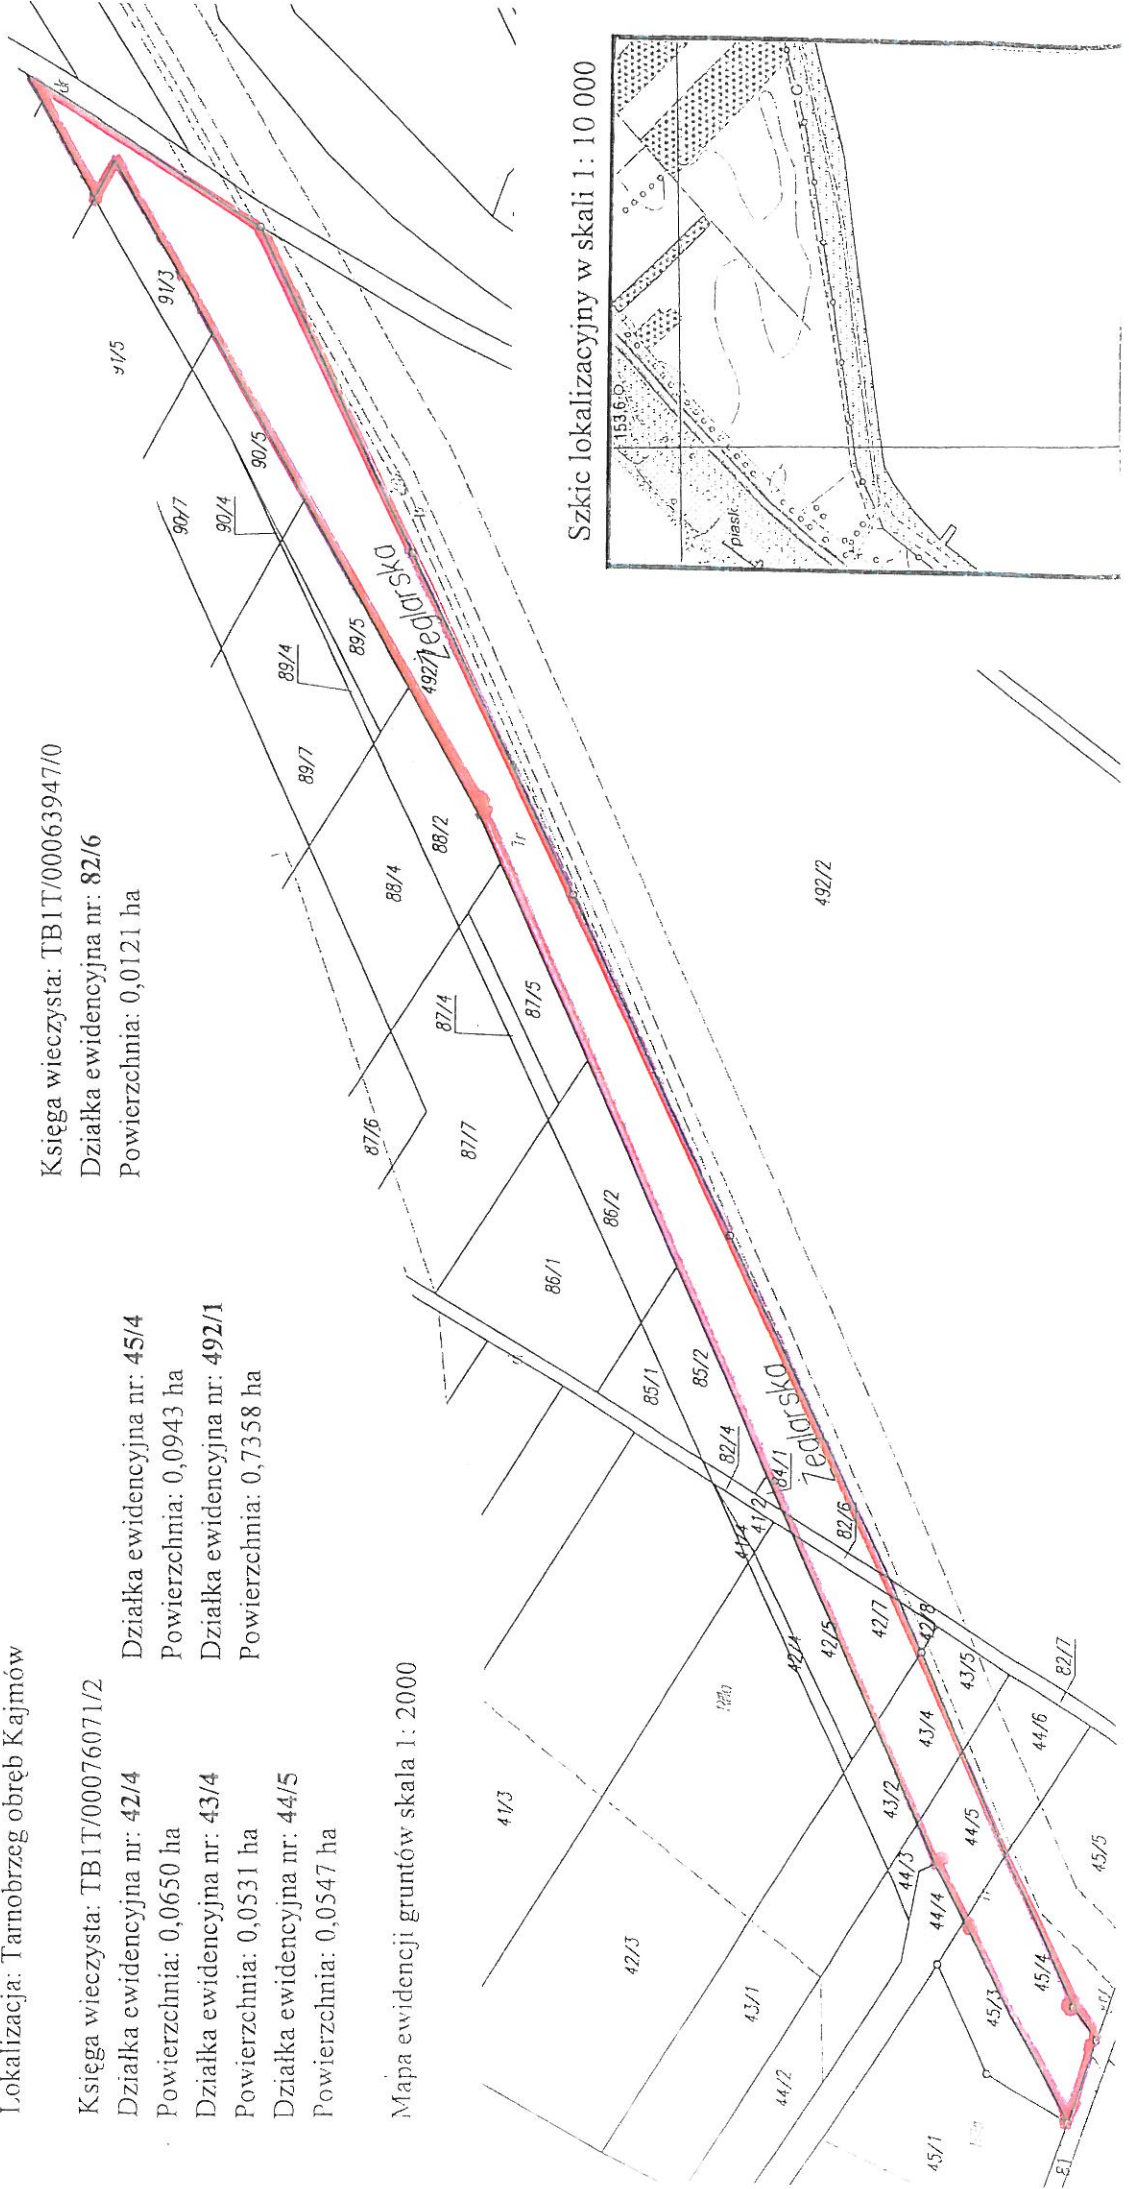 Lokalizacja: Tarnobrzeg obręb Kajmów
Księga wieczysta: TB1T/00076071/2
Działka ewidencyjna nr: 42/4
Powierzchnia: 0,0650 ha
Działka ewidencyjna nr: 43/4
Powierzchnia: 0,0531 ha
Działka ewidencyjna nr: 44/5
Powierzchnia: 0,0547 ha
Działka ewidencyjna nr: 45/4
Powierzchnia: 0,0943 ha
Działka ewidencyjna nr: 492/1
Powierzchnia: 0,7358 ha
Księga wieczysta: TB1T/00063947/0
Działka ewidencyjna nr: 82/6
Powierzchnia: 0,0121 ha
Mapa ewidencji gruntów skala 1: 2000
91/5
91/3
90/7
90/4
90/5
89/4
89/5
89/7
492/1
Żeglarska
88/2
88/4
87/4
87/5
87/6
87/7
86/2
86/1
85/1
85/2
82/4
84/1
Żeglarska
41/2
41/4
82/6
42/4
42/5
42/7
42/8
41/3
42/3
43/1
43/2
43/4
43/5
44/2
44/3
44/4
44/5
44/6
82/7
45/1
45/3
45/4
45/5
492/2
dr
Tr
Szkic lokalizacyjny w skali 1: 10 000
153,6
piask.